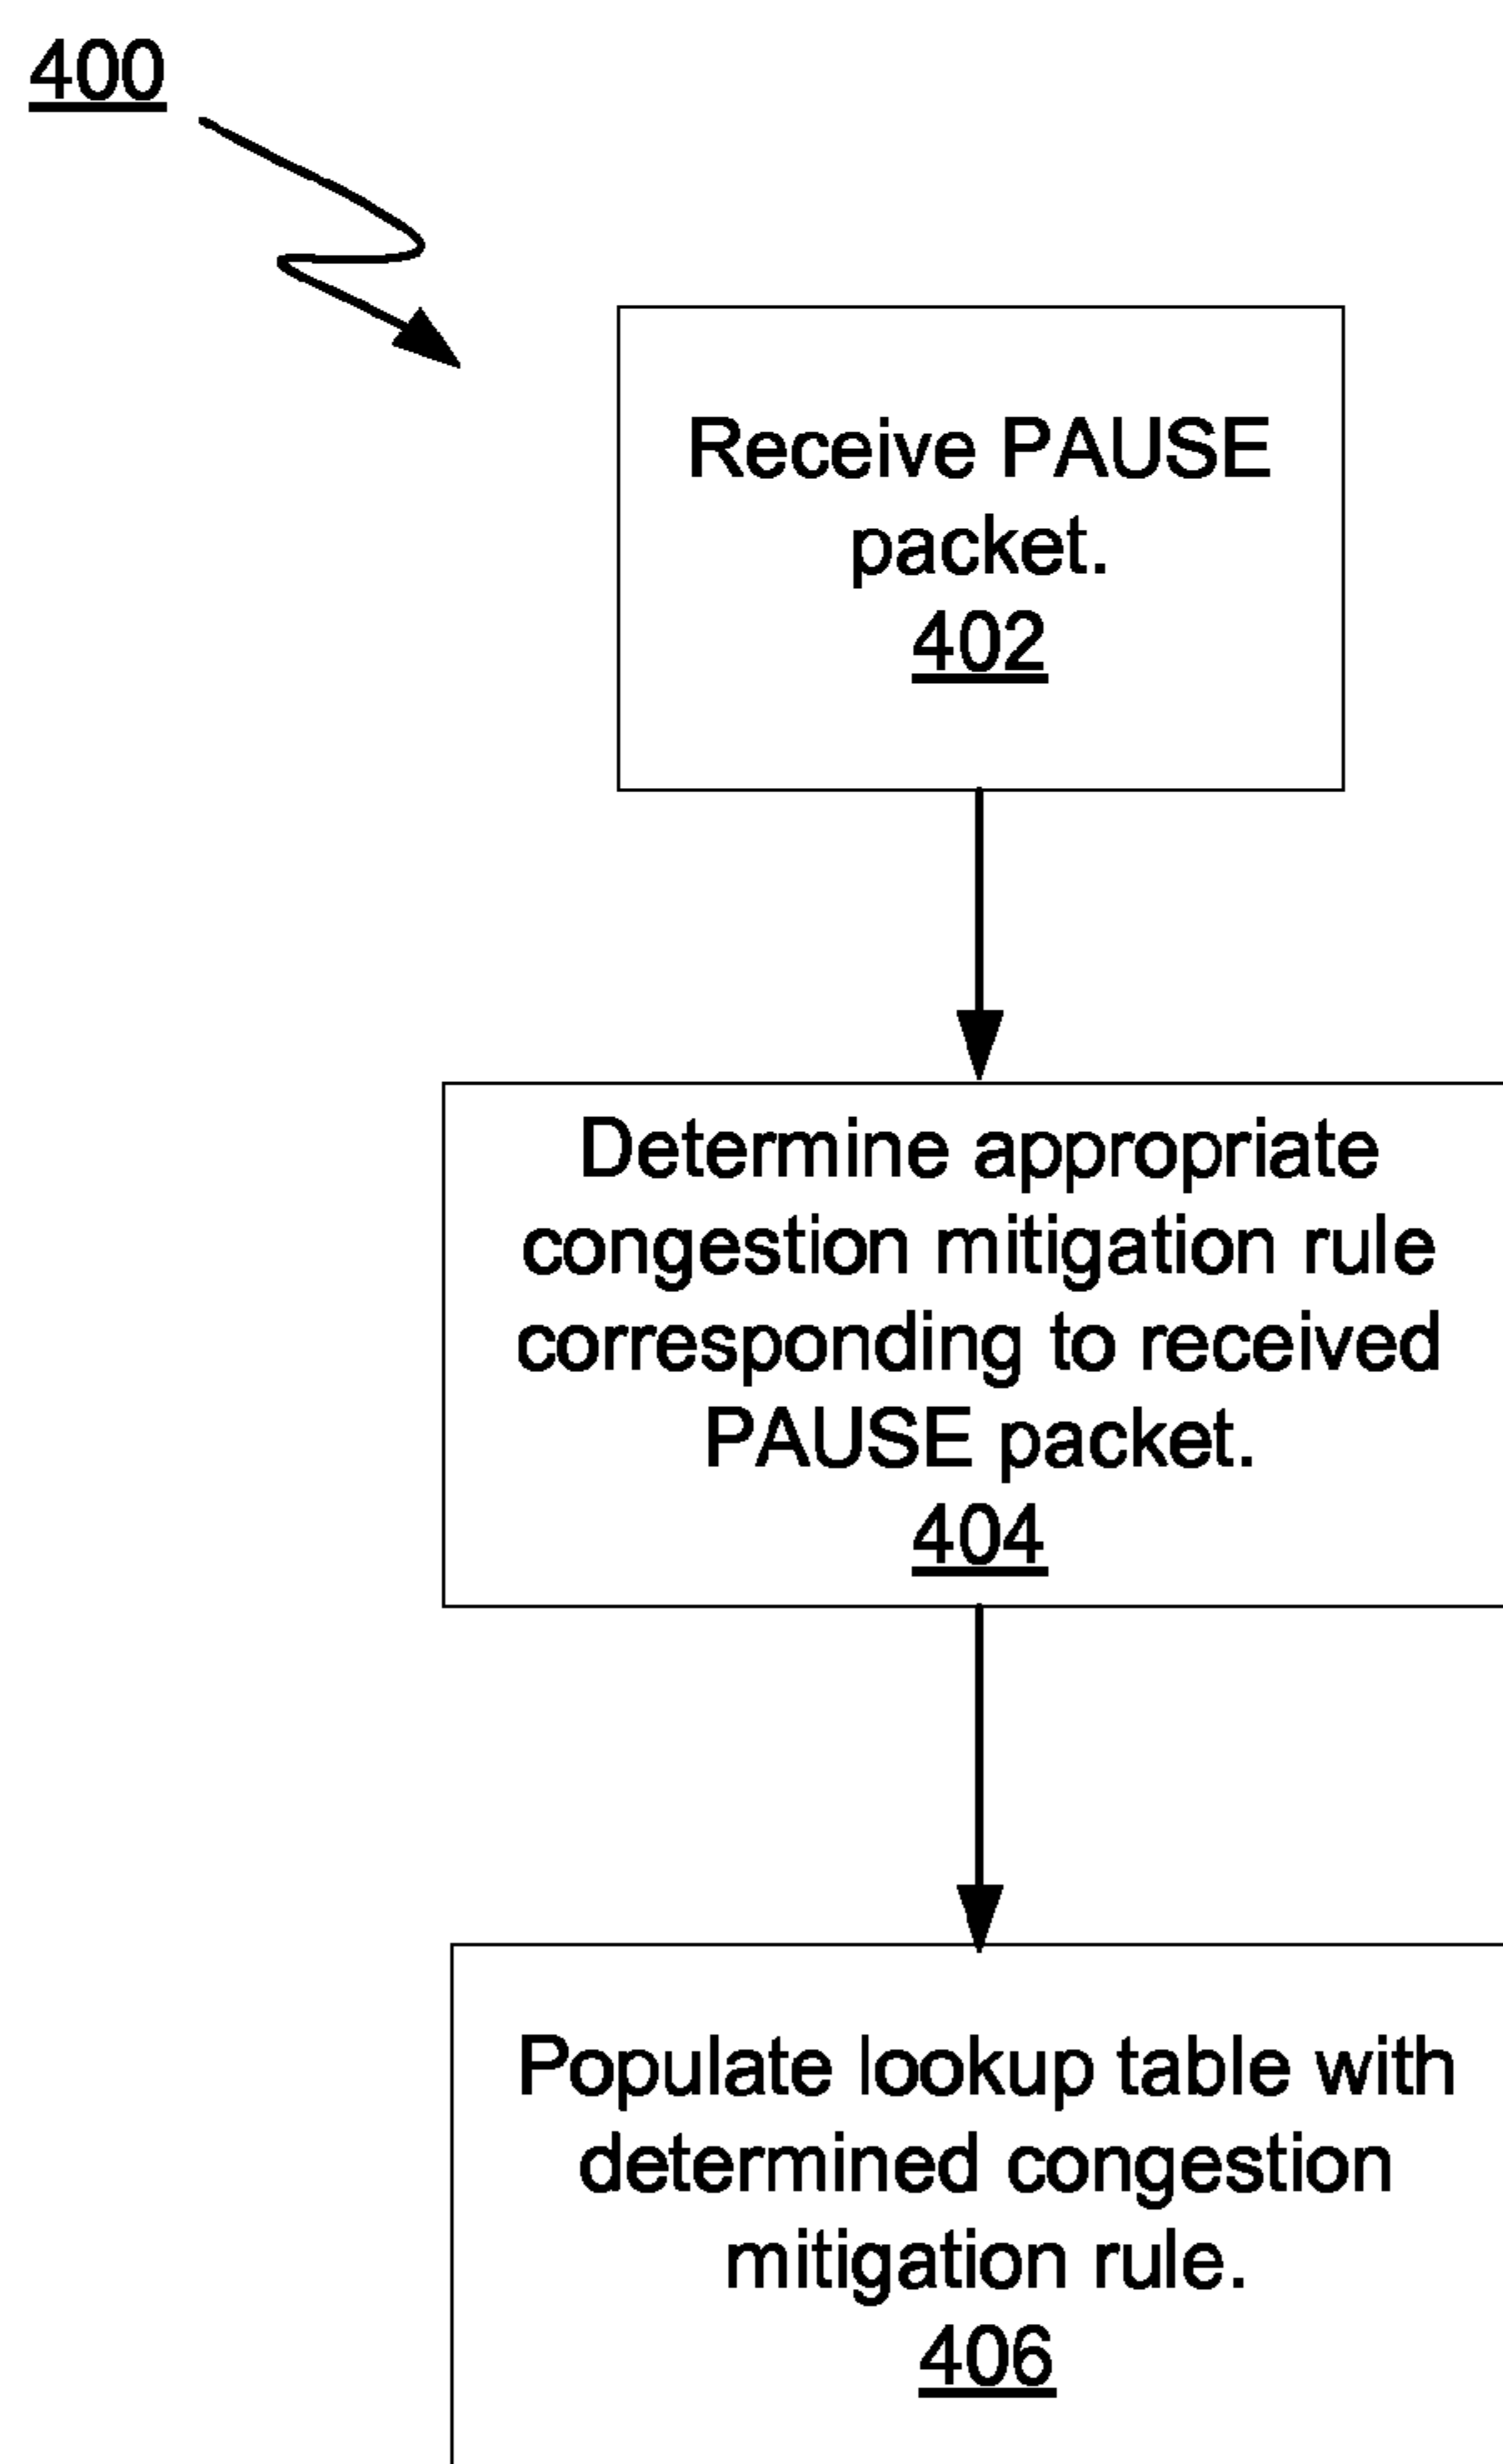 400
Receive PAUSE
packet.
402
Determine appropriate
congestion mitigation rule
corresponding to received
PAUSE packet.
404
Populate lookup table with
determined congestion
mitigation rule.
406